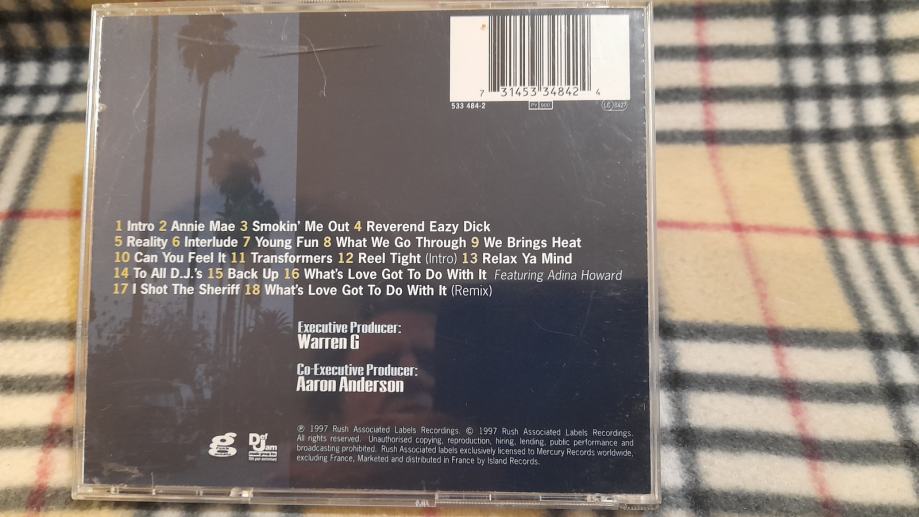 7 31453 34842 4
533 484-2 PY 900 LC 8427
1 Intro 2 Annie Mae 3 Smokin' Me Out 4 Reverend Eazy Dick
5 Reality 6 Interlude 7 Young Fun 8 What We Go Through 9 We Brings Heat
10 Can You Feel It 11 Transformers 12 Reel Tight (Intro) 13 Relax Ya Mind
14 To All D.J.'s 15 Back Up 16 What's Love Got To Do With It Featuring Adina Howard
17 I Shot The Sheriff 18 What's Love Got To Do With It (Remix)
Executive Producer:
Warren G
Co-Executive Producer:
Aaron Anderson
℗ 1997 Rush Associated Labels Recordings. © 1997 Rush Associated Labels Recordings.
All rights reserved. Unauthorised copying, reproduction, hiring, lending, public performance and
broadcasting prohibited. Rush Associated labels exclusively licensed to Mercury Records worldwide,
excluding France, Marketed and distributed in France by Island Records.
g
Def Jam